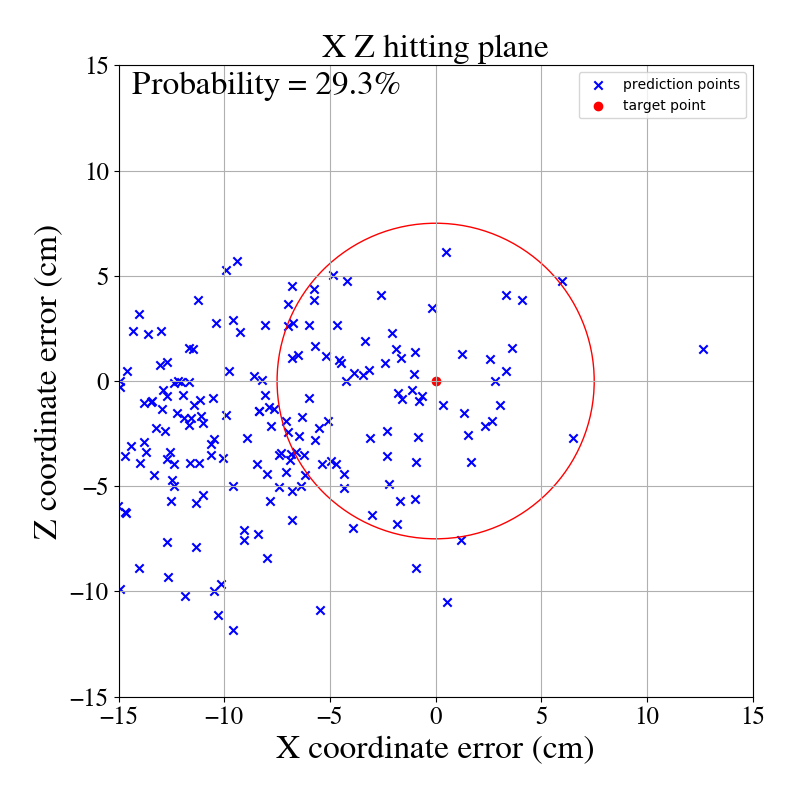 X Z hitting plane
Probability = 29.3%
prediction points
target point
Z coordinate error (cm)
15
10
5
0
−5
−10
−15
−15 −10 −5 0 5 10 15
X coordinate error (cm)